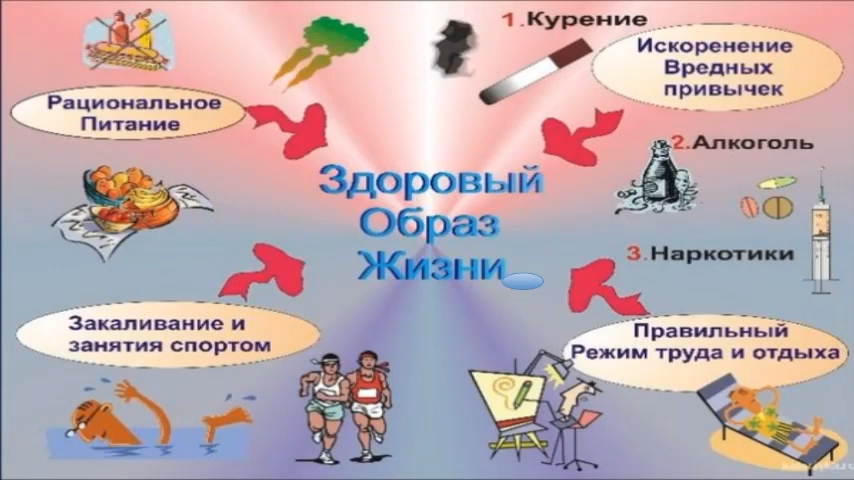 1.Курение
Искоренение
Вредных
привычек
Рациональное
Питание
2.Алкоголь
Здоровый
Образ
Жизни
3.Наркотики
Закаливание и
занятия спортом
Правильный
Режим труда и отдыха